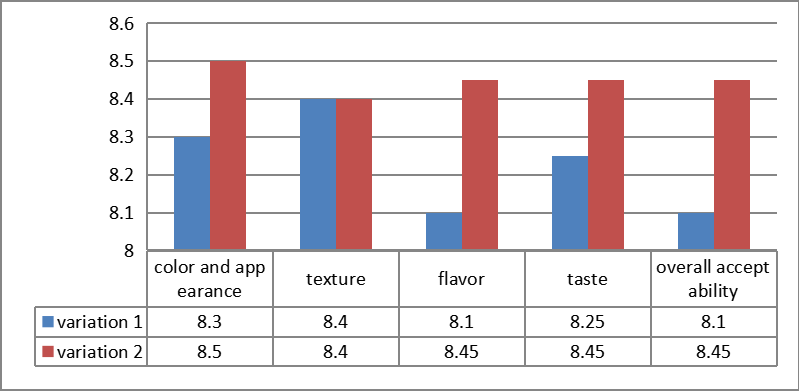 8.6
8.5
8.4
8.3
8.2
8.1
8
color and app
earance
texture
flavor
taste
overall accept
ability
variation 1 8.3 8.4 8.1 8.25 8.1
variation 2 8.5 8.4 8.45 8.45 8.45